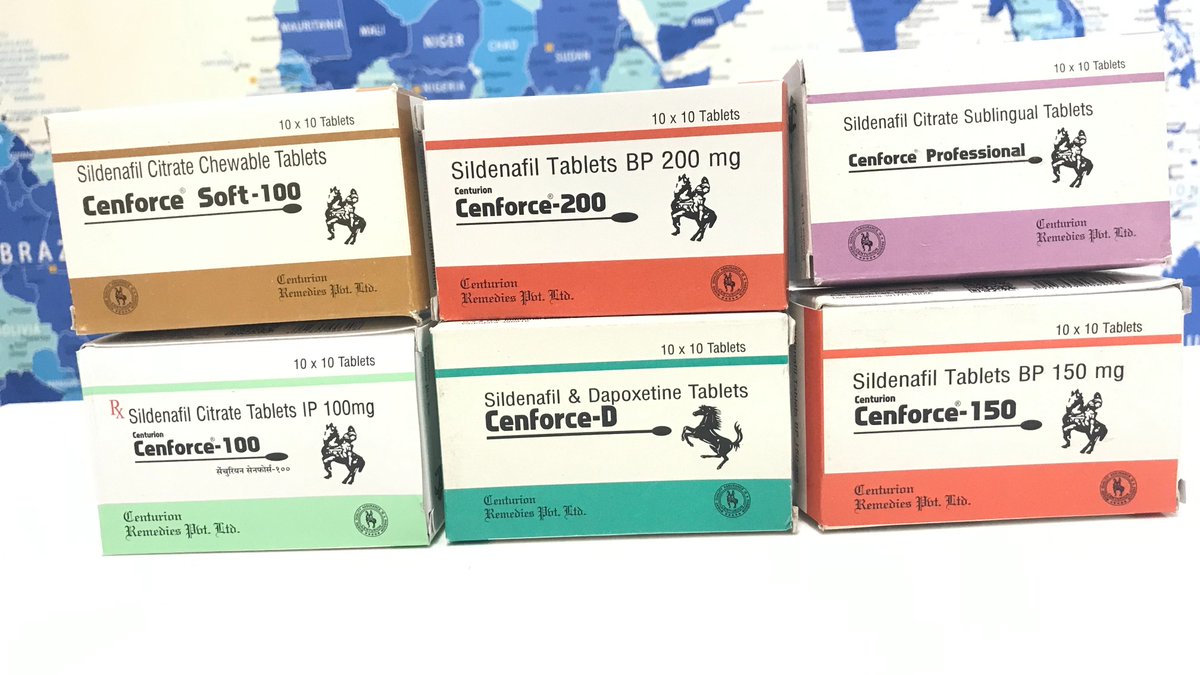 MAURITANIA
MALI
NIGER
CHAD
SUDAN
NIGERIA
BRAZ
BOLIVIA
10 x 10 Tablets
Sildenafil Citrate Chewable Tablets
Cenforce® Soft-100
Centurion
Remedies Pvt. Ltd.
10 x 10 Tablets
Sildenafil Tablets BP 200 mg
Centurion
Cenforce®-200
Centurion
Remedies Pvt. Ltd.
10 x 10 Tablets
Sildenafil Citrate Sublingual Tablets
Cenforce® Professional
Centurion
Remedies Pvt. Ltd.
10 x 10 Tablets
Rx Sildenafil Citrate Tablets IP 100mg
Centurion
Cenforce®-100
सेंचुरियन सेनफोर्स-१००
Centurion
Remedies Pvt. Ltd.
10 x 10 Tablets
Sildenafil & Dapoxetine Tablets
Cenforce-D
Centurion
Remedies Pvt. Ltd.
10 x 10 Tablets
Sildenafil Tablets BP 150 mg
Centurion
Cenforce®-150
Centurion
Remedies Pvt. Ltd.